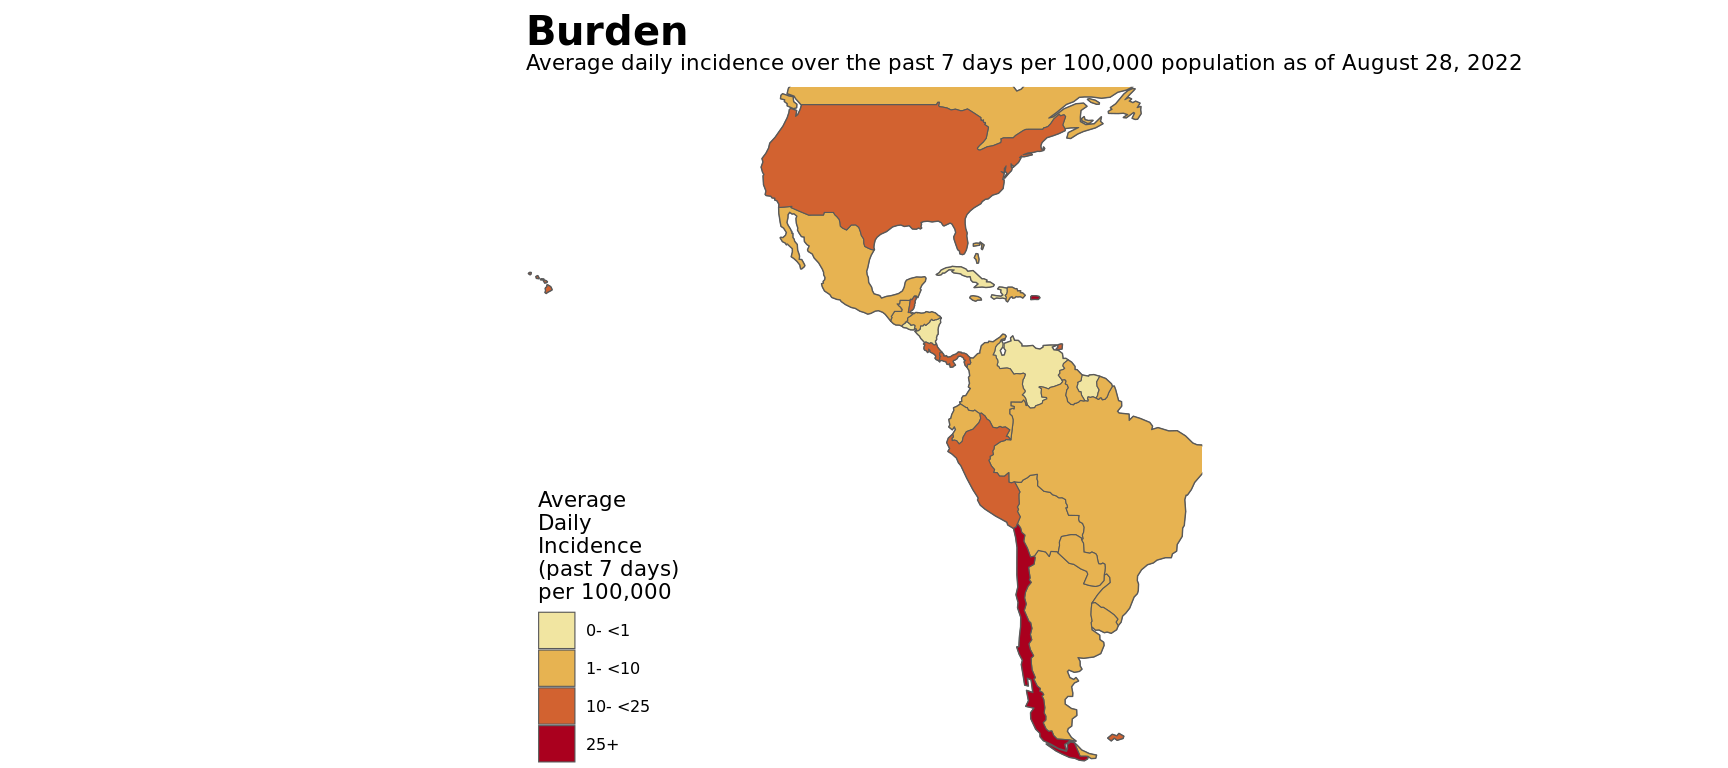 Burden
Average daily incidence over the past 7 days per 100,000 population as of August 28, 2022
Average
Daily
Incidence
(past 7 days)
per 100,000
0- <1
1- <10
10- <25
25+